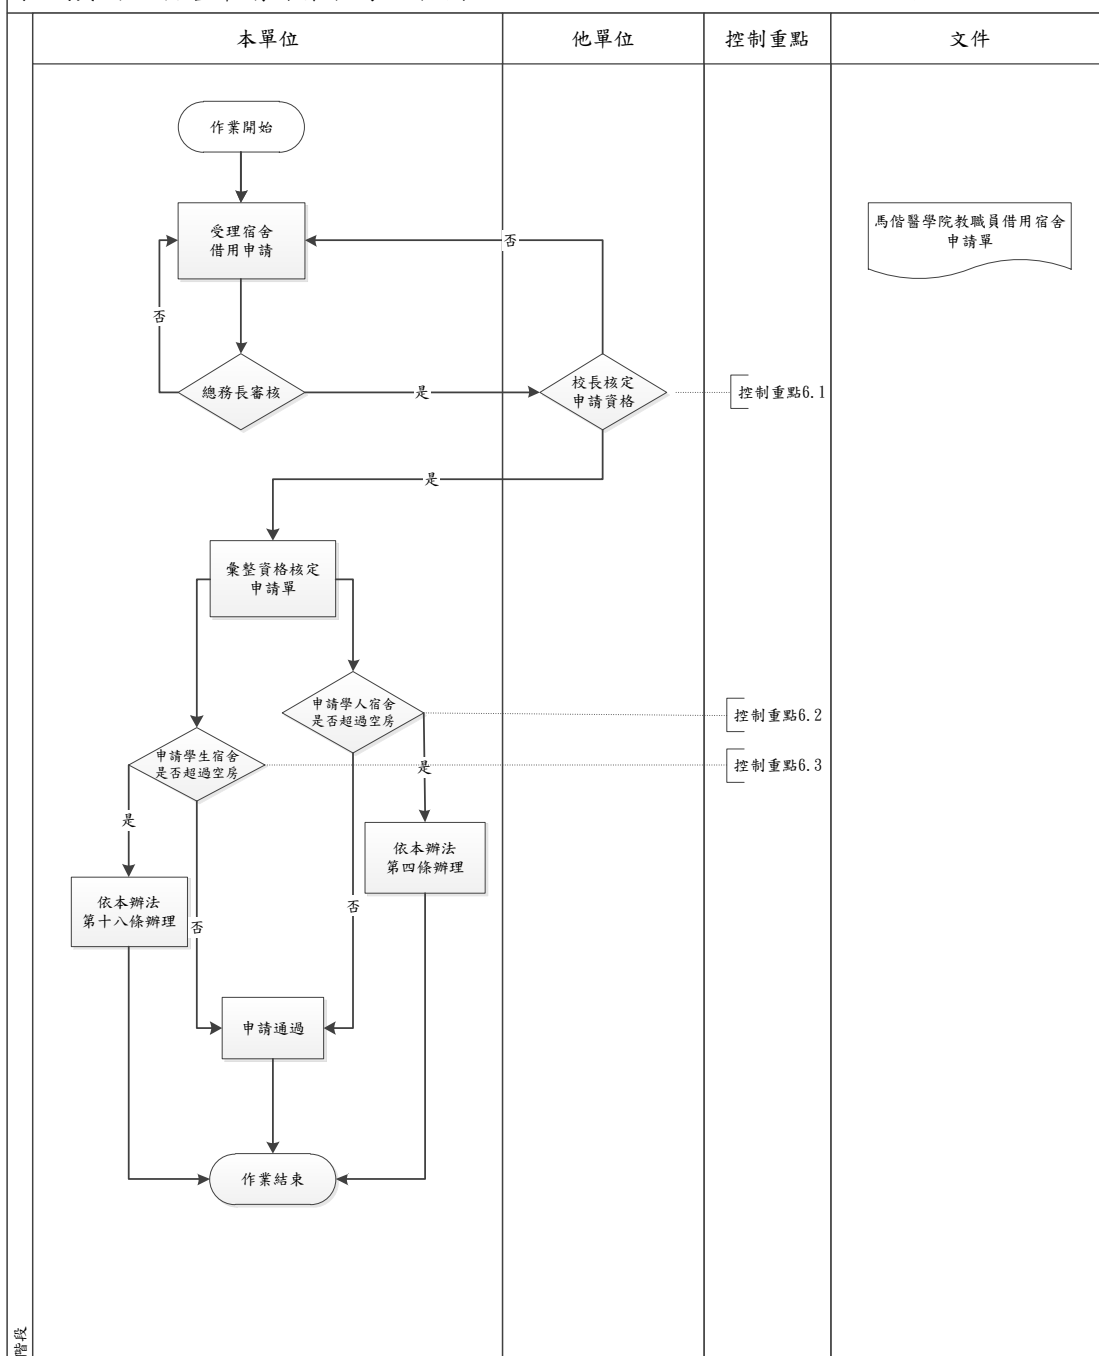 本單位
他單位
控制重點
文件
作業開始
受理宿舍
借用申請
馬偕醫學院教職員借用宿舍
申請單
否
否
總務長審核
是
校長核定
申請資格
控制重點6.1
是
彙整資格核定
申請單
申請學人宿舍
是否超過空房
控制重點6.2
申請學生宿舍
是否超過空房
控制重點6.3
是
是
依本辦法
第四條辦理
依本辦法
第十八條辦理
否
否
申請通過
作業結束
階段